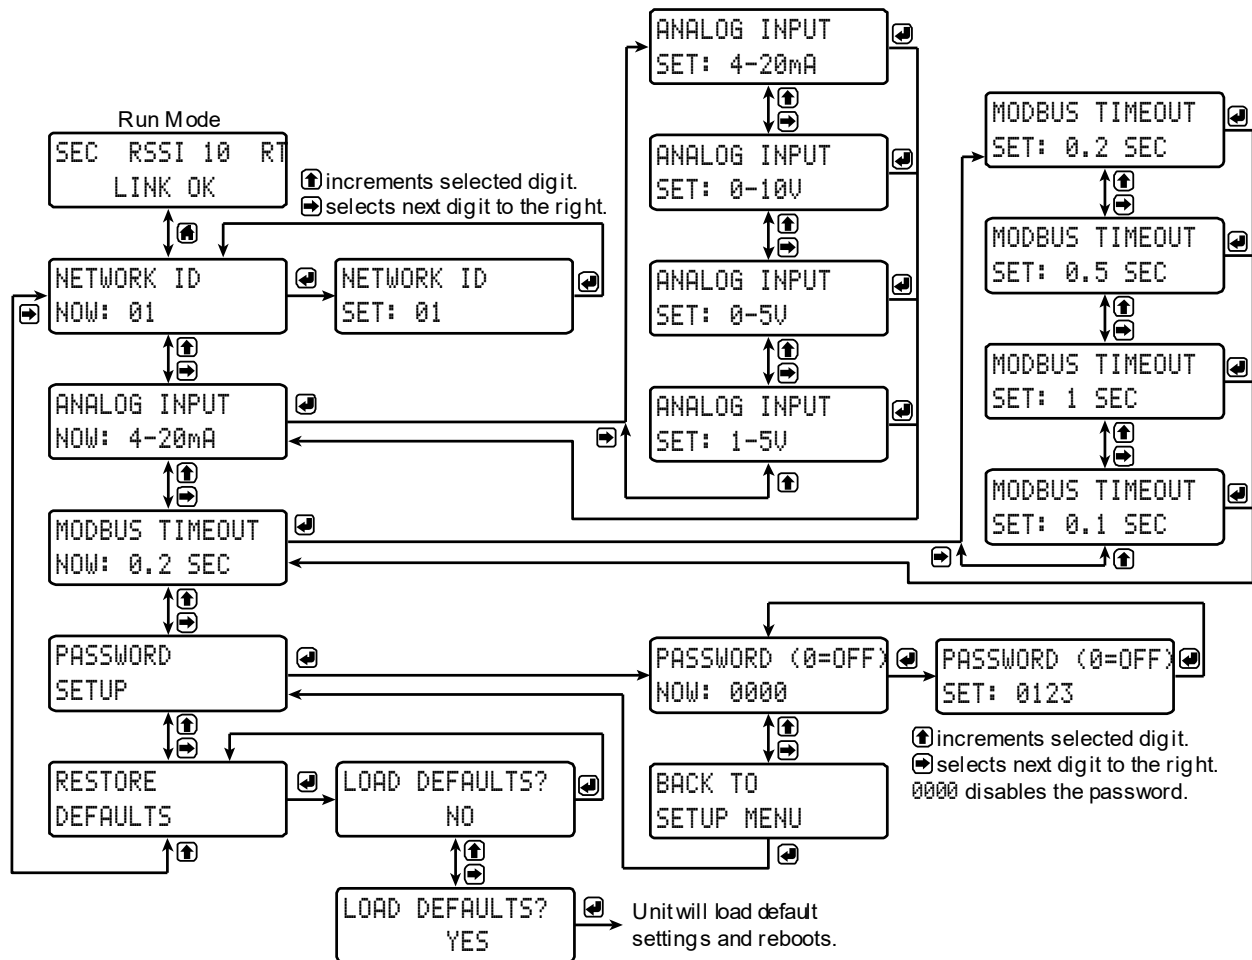 Run Mode
SEC RSSI 10 RT
LINK OK
increments selected digit.
selects next digit to the right.
NETWORK ID
NOW: 01
NETWORK ID
SET: 01
ANALOG INPUT
NOW: 4-20mA
MODBUS TIMEOUT
NOW: 0.2 SEC
PASSWORD
SETUP
RESTORE
DEFAULTS
LOAD DEFAULTS?
NO
LOAD DEFAULTS?
YES
Unit will load default
settings and reboots.
ANALOG INPUT
SET: 4-20mA
ANALOG INPUT
SET: 0-10V
ANALOG INPUT
SET: 0-5V
ANALOG INPUT
SET: 1-5V
MODBUS TIMEOUT
SET: 0.2 SEC
MODBUS TIMEOUT
SET: 0.5 SEC
MODBUS TIMEOUT
SET: 1 SEC
MODBUS TIMEOUT
SET: 0.1 SEC
PASSWORD (0=OFF)
NOW: 0000
PASSWORD (0=OFF)
SET: 0123
BACK TO
SETUP MENU
increments selected digit.
selects next digit to the right.
0000 disables the password.